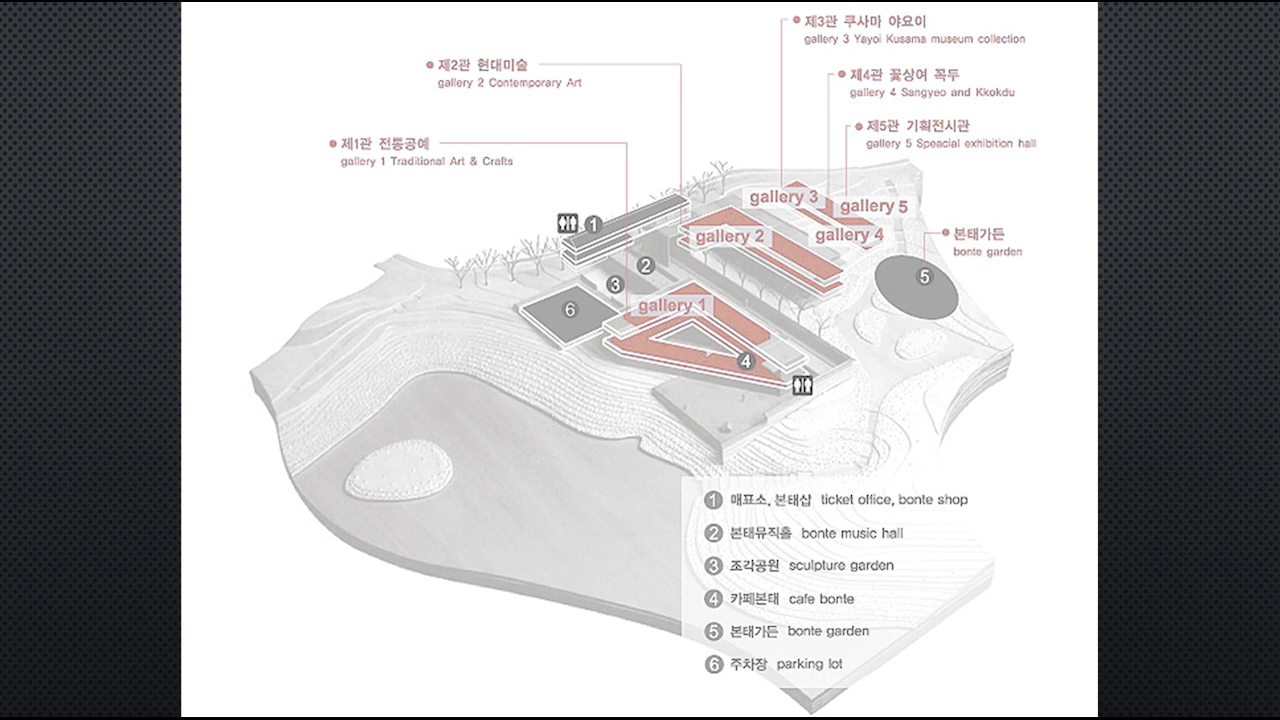 제3관 쿠사마 야요이
gallery 3 Yayoi Kusama museum collection
제2관 현대미술
gallery 2 Contemporary Art
제4관 꽃상여 꼭두
gallery 4 Sangyeo and Kkokdu
제5관 기획전시관
gallery 5 Speacial exhibition hall
제1관 전통공예
gallery 1 Traditional Art & Crafts
gallery 3
gallery 5
1
gallery 2
gallery 4
본태가든
bonte garden
2
5
3
6
gallery 1
4
1 매표소, 본태샵 ticket office, bonte shop
2 본태뮤직홀 bonte music hall
3 조각공원 sculpture garden
4 카페본태 cafe bonte
5 본태가든 bonte garden
6 주차장 parking lot